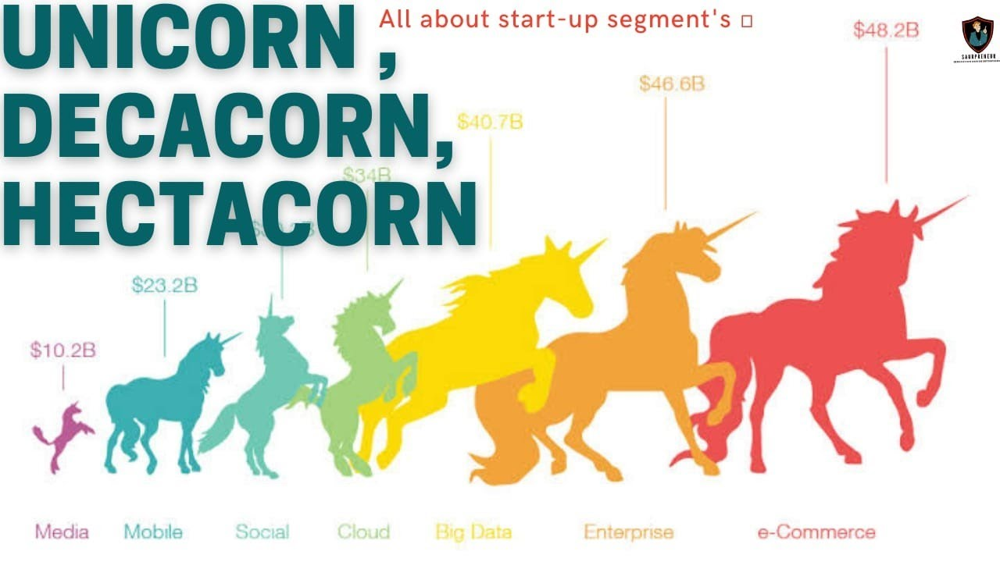 UNICORN ,
DECACORN,
HECTACORN
All about start-up segment's
$48.2B
SAURPRENEUR
$46.6B
$40.7B
$34B
$23.2B
$10.2B
Media
Mobile
Social
Cloud
Big Data
Enterprise
e-Commerce